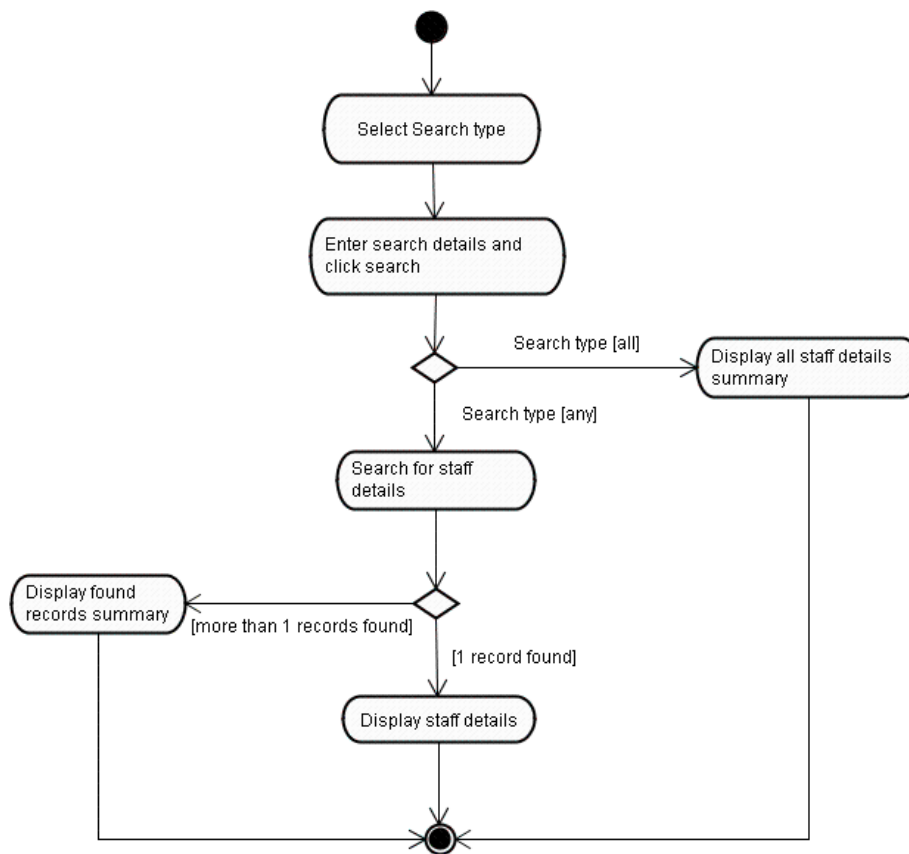 Select Search type
Enter search details and
click search
Search type [all]
Display all staff details
summary
Search type [any]
Search for staff
details
Display found
records summary
[more than 1 records found]
[1 record found]
Display staff details